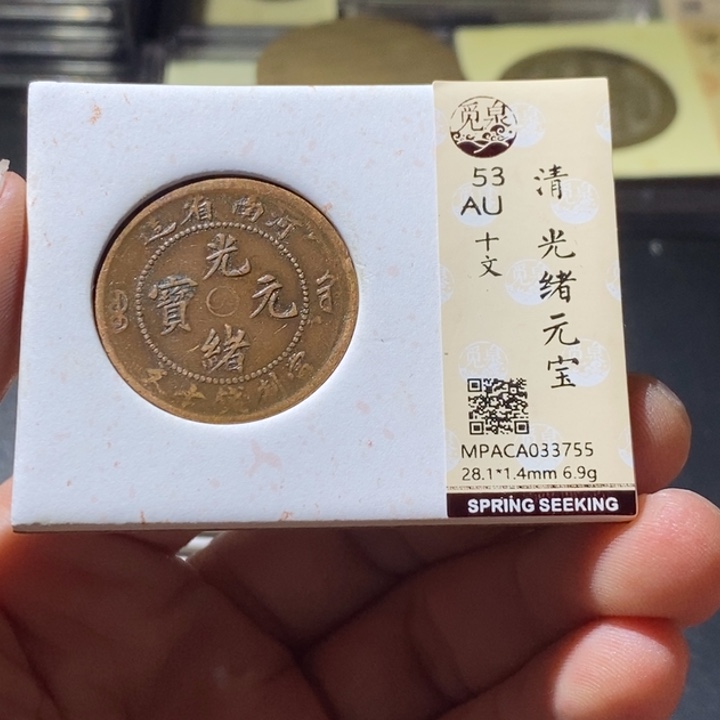 河南省造
光緒元寶
當制錢十文
覓泉
53
AU
十文
清 光绪元宝
MPACA033755
28.1*1.4mm 6.9g
SPRING SEEKING